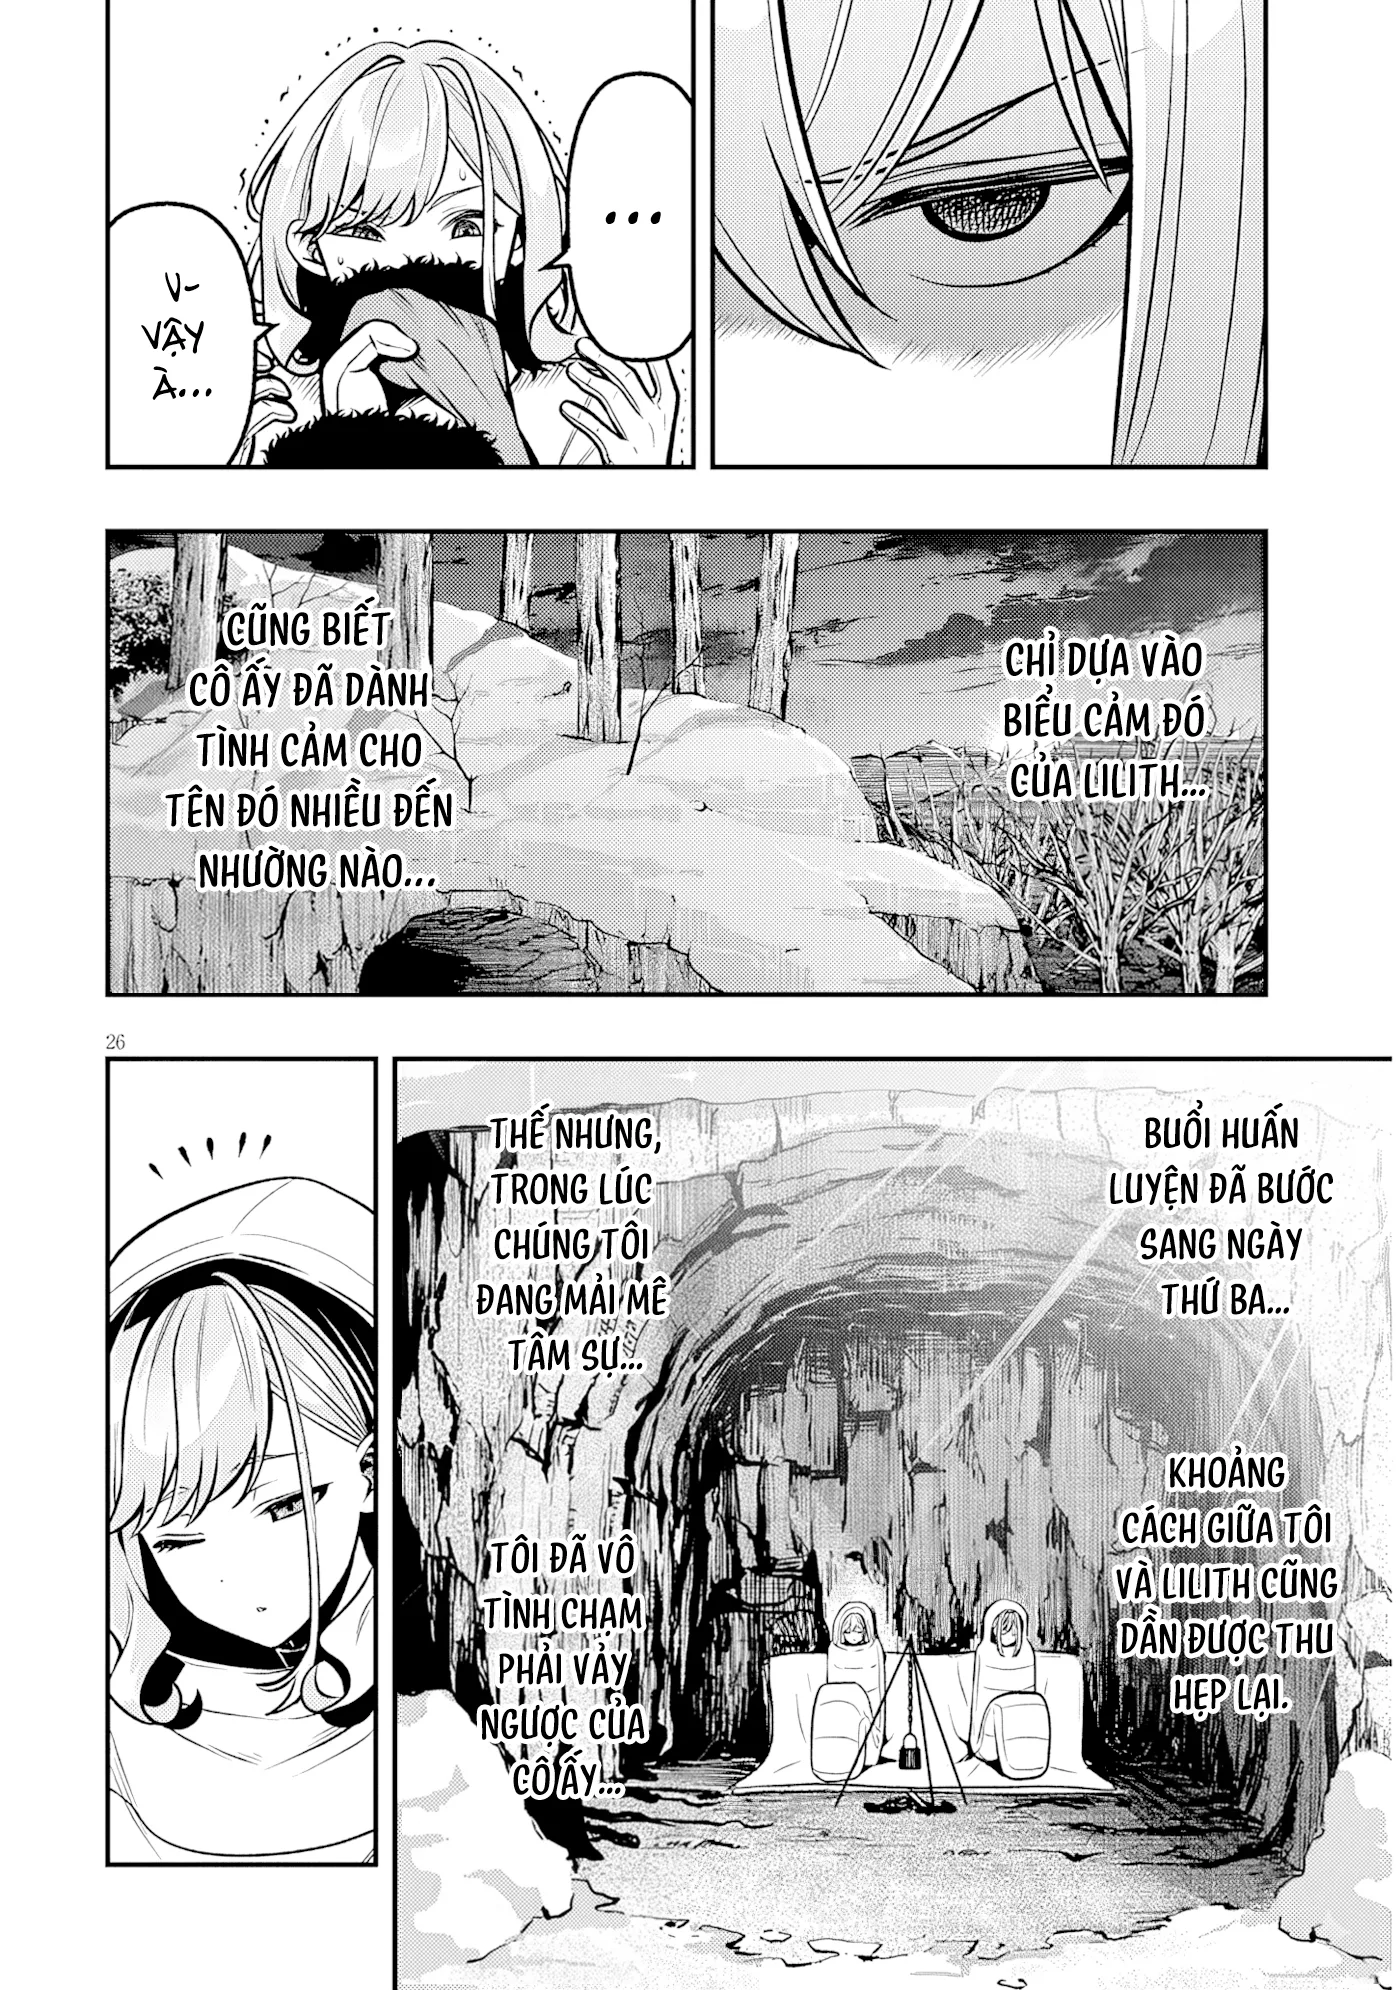 ...
V-
VẬY
À...
CHỈ DỰA VÀO
BIỂU CẢM ĐÓ
CỦA LILITH...
CŨNG BIẾT
CÔ ẤY ĐÃ DÀNH
TÌNH CẢM CHO
TÊN ĐÓ NHIỀU ĐẾN
NHƯỜNG NÀO...
26
BUỔI HUẤN
LUYỆN ĐÃ BƯỚC
SANG NGÀY
THỨ BA...
KHOẢNG
CÁCH GIỮA TÔI
VÀ LILITH CŨNG
DẦN ĐƯỢC THU
HẸP LẠI.
THẾ NHƯNG,
TRONG LÚC
CHÚNG TÔI
ĐANG MẢI MÊ
TÂM SỰ...
TÔI ĐÃ VÔ
TÌNH CHẠM
PHẢI VẢY
NGƯỢC CỦA
CÔ ẤY...